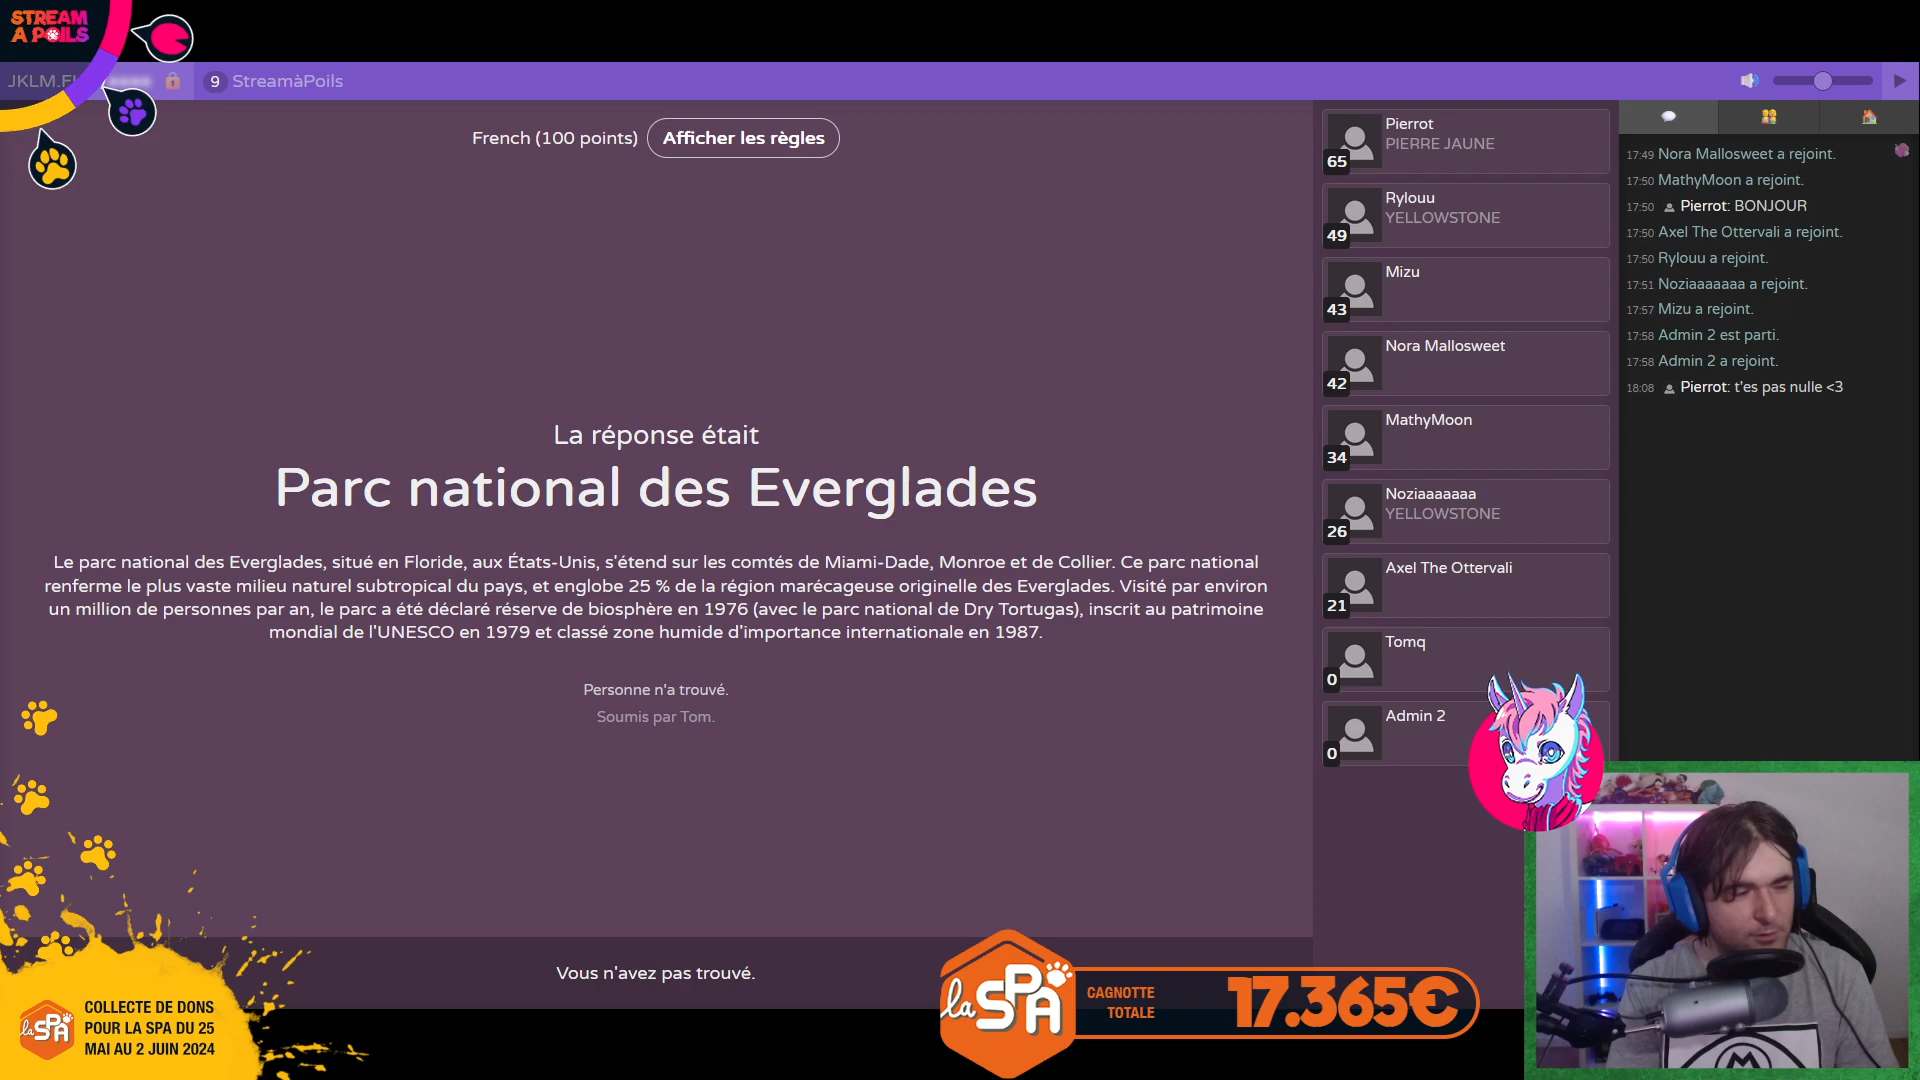 STREAM
A POILS
JKLM.FU
9 StreamàPoils
French (100 points) Afficher les règles
La réponse était
Parc national des Everglades
Le parc national des Everglades, situé en Floride, aux États-Unis, s'étend sur les comtés de Miami-Dade, Monroe et de Collier. Ce parc national
renferme le plus vaste milieu naturel subtropical du pays, et englobe 25 % de la région marécageuse originelle des Everglades. Visité par environ
un million de personnes par an, le parc a été déclaré réserve de biosphère en 1976 (avec le parc national de Dry Tortugas), inscrit au patrimoine
mondial de l'UNESCO en 1979 et classé zone humide d'importance internationale en 1987.
Personne n'a trouvé.
Soumis par Tom.
Vous n'avez pas trouvé.
Pierrot
PIERRE JAUNE
65
Rylouu
YELLOWSTONE
49
Mizu
43
Nora Mallosweet
42
MathyMoon
34
Noziaaaaaaa
YELLOWSTONE
26
Axel The Ottervali
21
Tomq
0
Admin 2
0
17:49 Nora Mallosweet a rejoint.
17:50 MathyMoon a rejoint.
17:50 Pierrot: BONJOUR
17:50 Axel The Ottervali a rejoint.
17:50 Rylouu a rejoint.
17:51 Noziaaaaaaa a rejoint.
17:57 Mizu a rejoint.
17:58 Admin 2 est parti.
17:58 Admin 2 a rejoint.
18:08 Pierrot: t'es pas nulle <3
la SPA
COLLECTE DE DONS
POUR LA SPA DU 25
MAI AU 2 JUIN 2024
la SPA
CAGNOTTE
TOTALE
17.365€
M